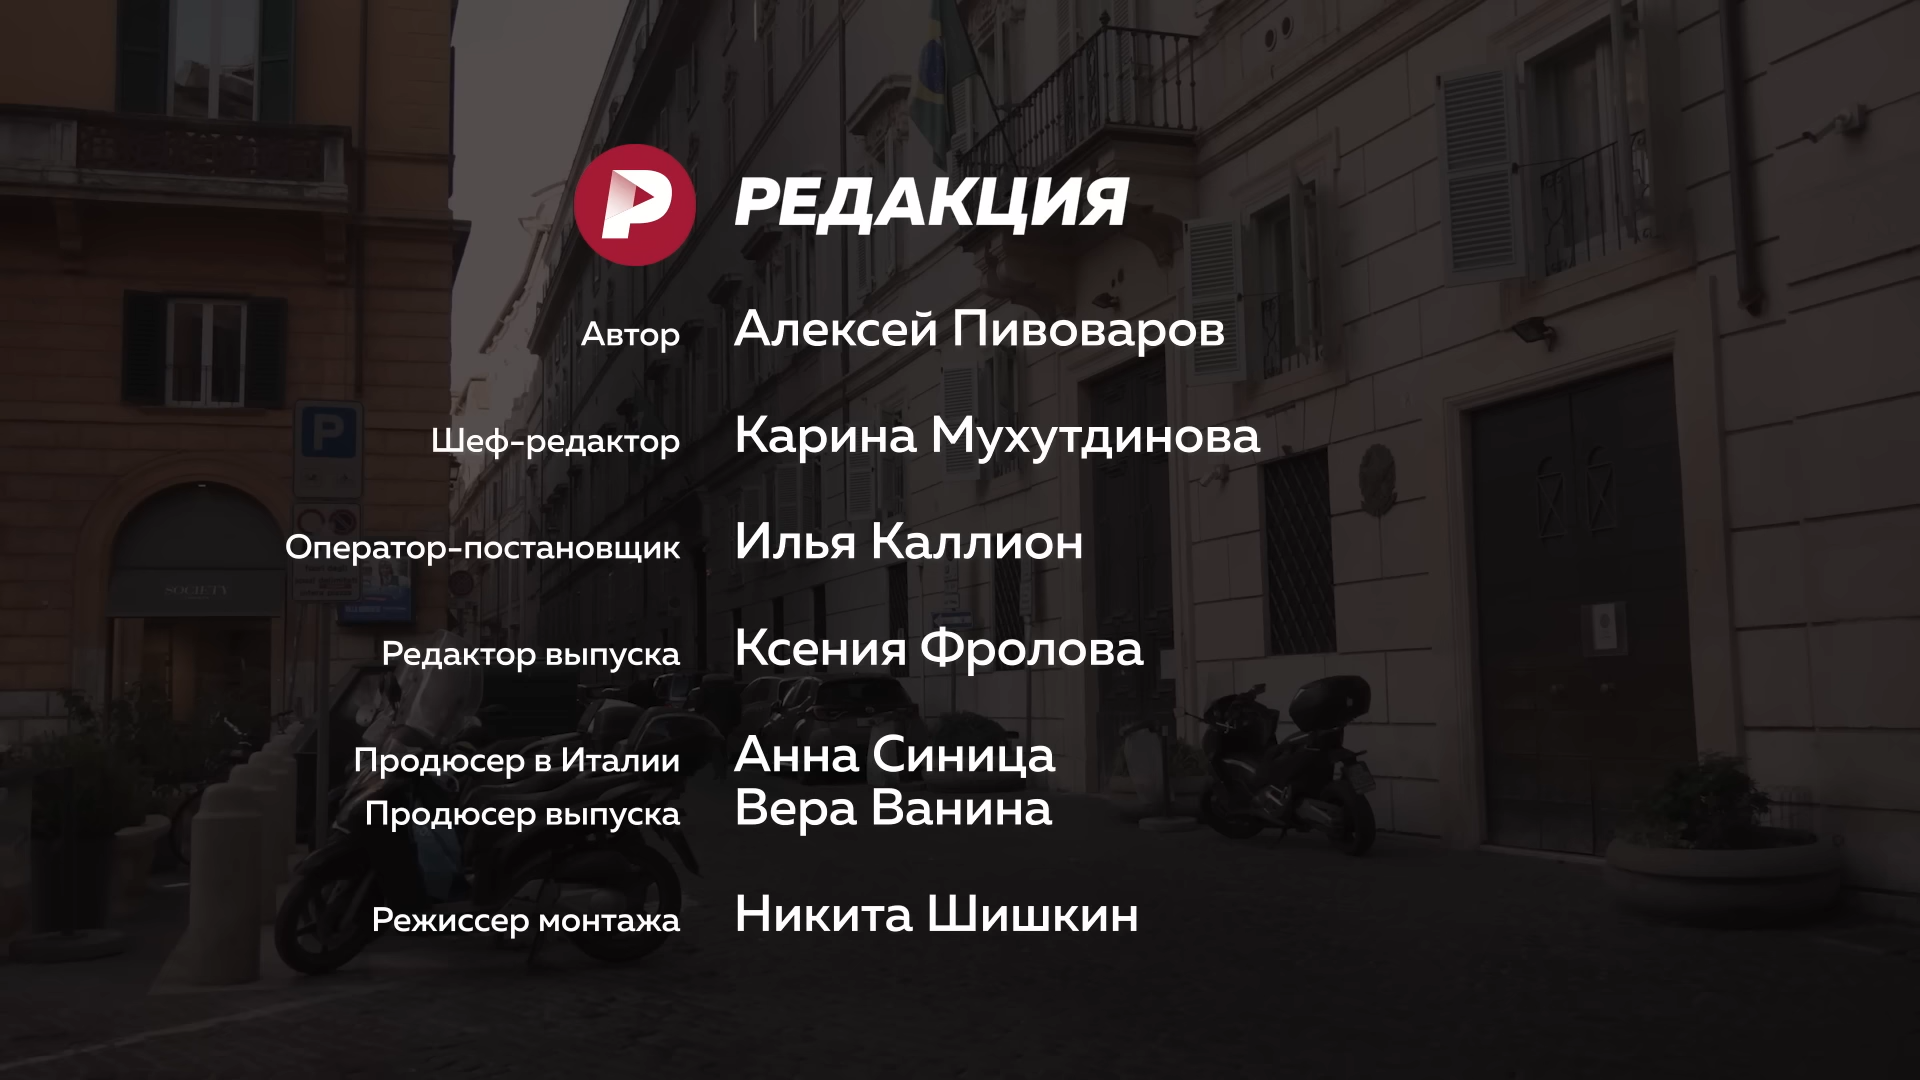 РЕДАКЦИЯ
Автор Алексей Пивоваров
Шеф-редактор Карина Мухутдинова
Оператор-постановщик Илья Каллион
Редактор выпуска Ксения Фролова
Продюсер в Италии Анна Синица
Продюсер выпуска Вера Ванина
Режиссер монтажа Никита Шишкин
P
SOCIETY